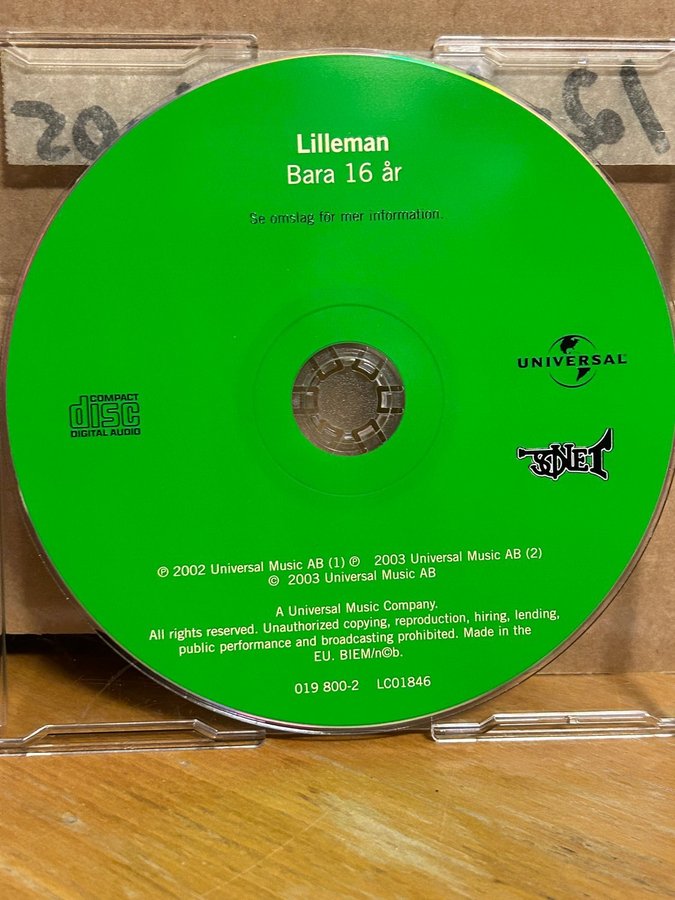 Lilleman
Bara 16 år
Se omslag för mer information.
UNIVERSAL
COMPACT
disc
DIGITAL AUDIO
SONET
℗ 2002 Universal Music AB (1) ℗ 2003 Universal Music AB (2)
© 2003 Universal Music AB
A Universal Music Company.
All rights reserved. Unauthorized copying, reproduction, hiring, lending,
public performance and broadcasting prohibited. Made in the
EU. BIEM/n©b.
019 800-2 LC01846